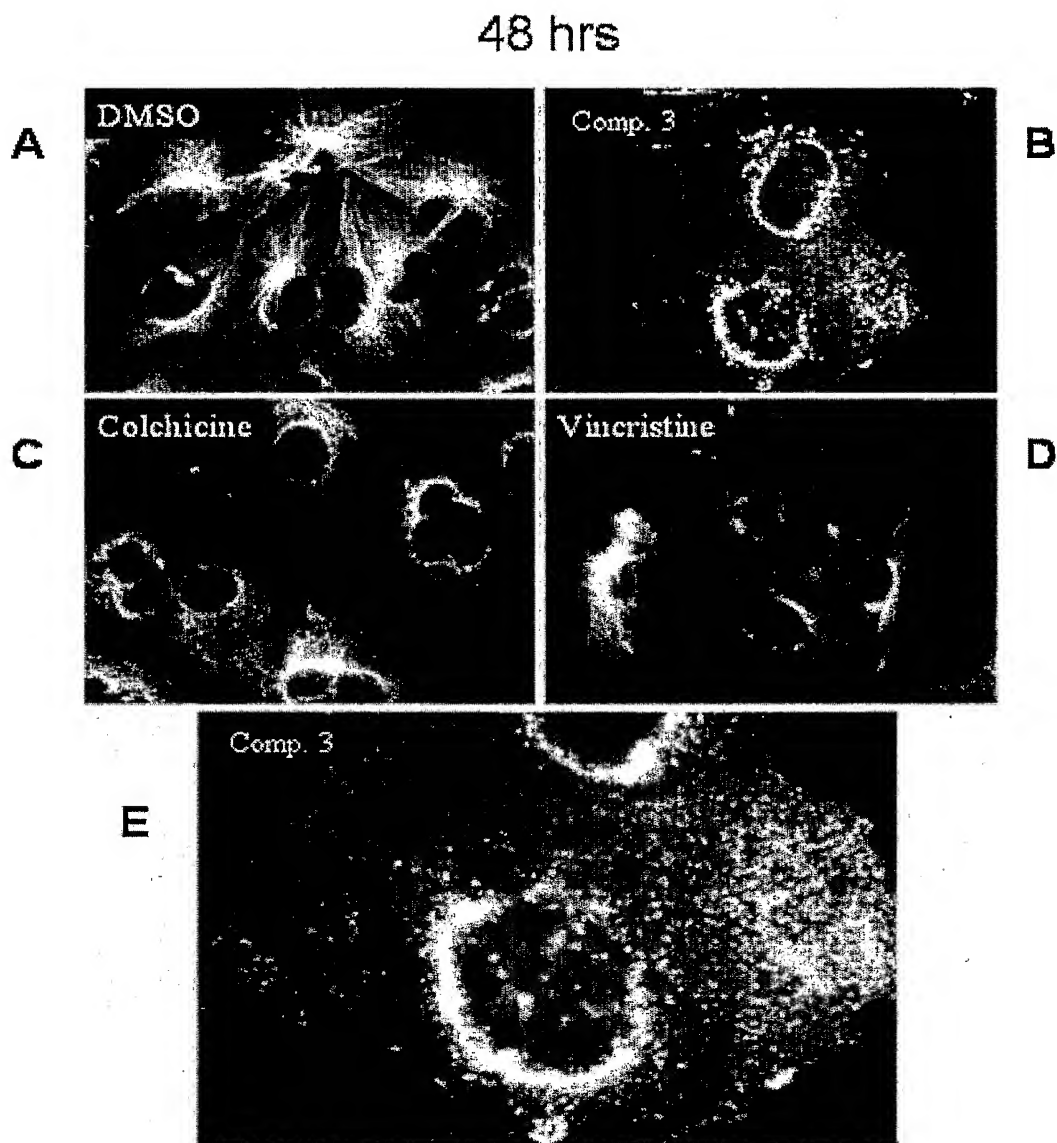 48 hrs
A
DMSO
Comp. 3
B
C
Colchicine
Vincristine
D
E
Comp. 3